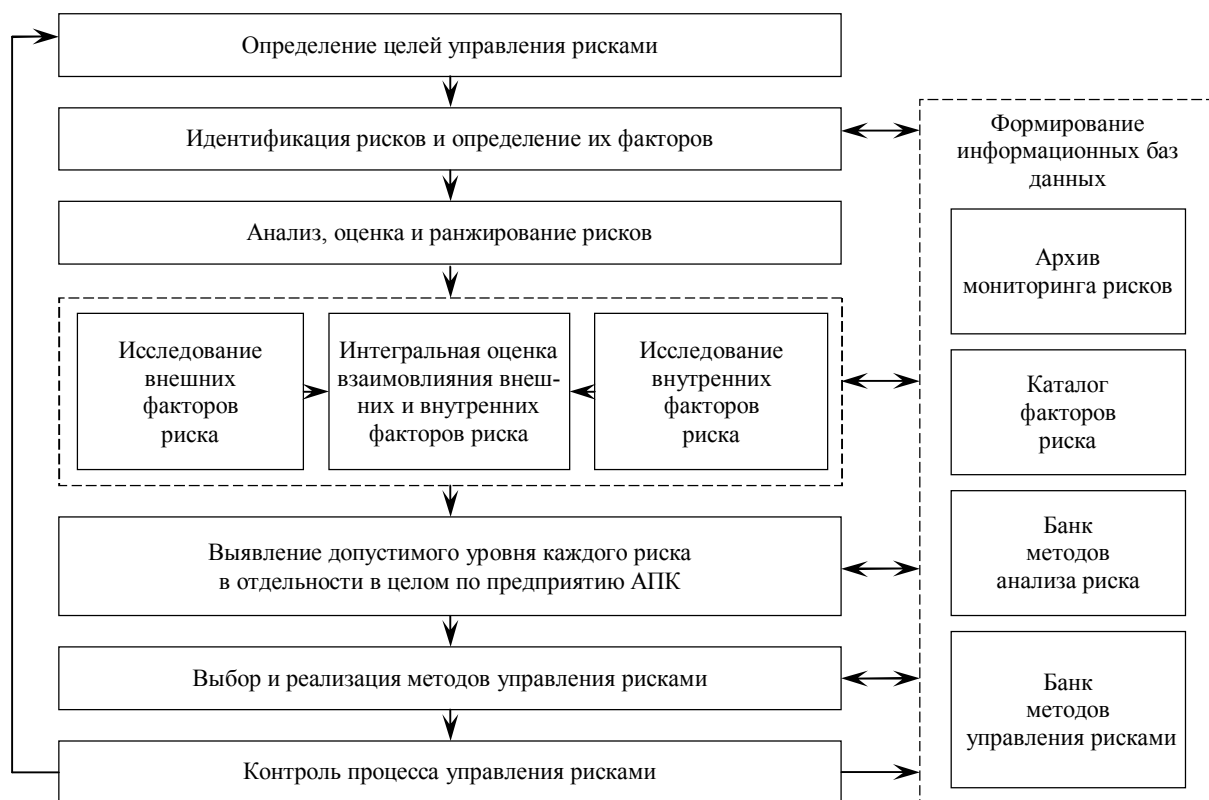 Определение целей управления рисками
Идентификация рисков и определение их факторов
Анализ, оценка и ранжирование рисков
Исследование
внешних
факторов
риска
Интегральная оценка
взаимовлияния внеш-
них и внутренних
факторов риска
Исследование
внутренних
факторов
риска
Выявление допустимого уровня каждого риска
в отдельности в целом по предприятию АПК
Выбор и реализация методов управления рисками
Контроль процесса управления рисками
Формирование
информационных баз
данных
Архив
мониторинга рисков
Каталог
факторов
риска
Банк
методов
анализа риска
Банк
методов
управления рисками